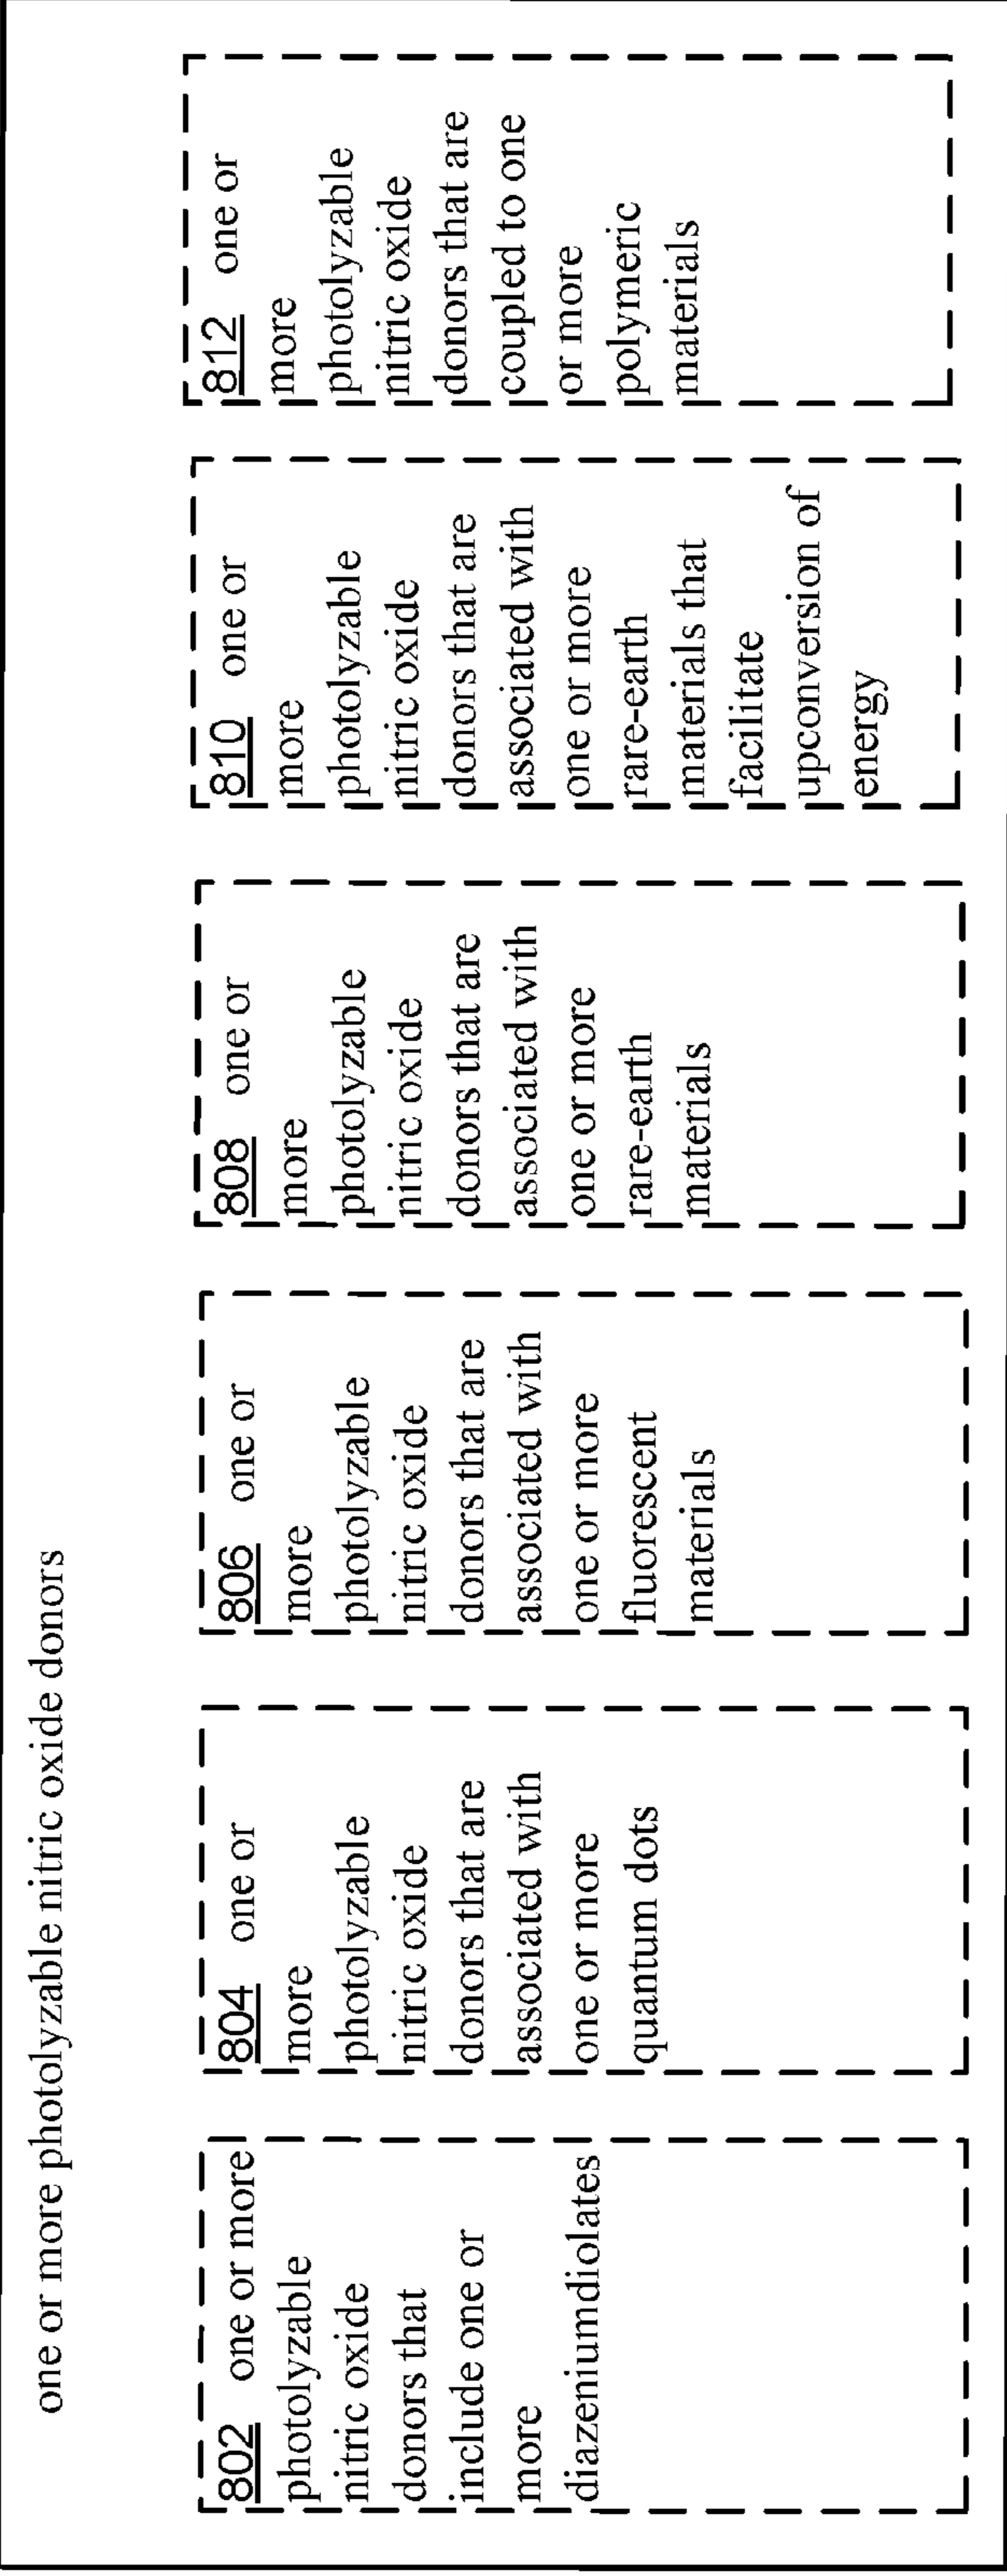 one or more photolyzable nitric oxide donors
802 one or more
photolyzable
nitric oxide
donors that
include one or
more
diazeniumdiolates
804 one or
more
photolyzable
nitric oxide
donors that are
associated with
one or more
quantum dots
806 one or
more
photolyzable
nitric oxide
donors that are
associated with
one or more
fluorescent
materials
808 one or
more
photolyzable
nitric oxide
donors that are
associated with
one or more
rare-earth
materials
810 one or
more
photolyzable
nitric oxide
donors that are
associated with
one or more
rare-earth
materials that
facilitate
upconversion of
energy
812 one or
more
photolyzable
nitric oxide
donors that are
coupled to one
or more
polymeric
materials